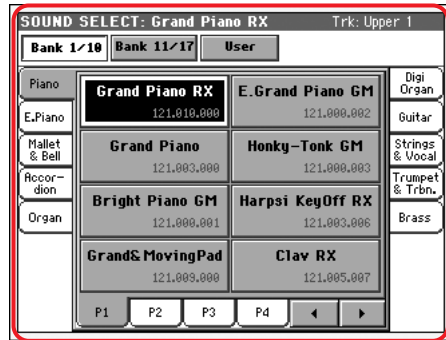 SOUND SELECT: Grand Piano RX Trk: Upper 1
Bank 1/10 Bank 11/17 User
Piano
E.Piano
Mallet
& Bell
Accor-
dion
Organ
Grand Piano RX
121.010.000
E.Grand Piano GM
121.000.002
Grand Piano
121.003.000
Honky-Tonk GM
121.000.003
Bright Piano GM
121.000.001
Harpsi KeyOff RX
121.003.006
Grand&MovingPad
121.009.000
Clav RX
121.005.007
Digi
Organ
Guitar
Strings
& Vocal
Trumpet
& Trbn.
Brass
P1 P2 P3 P4